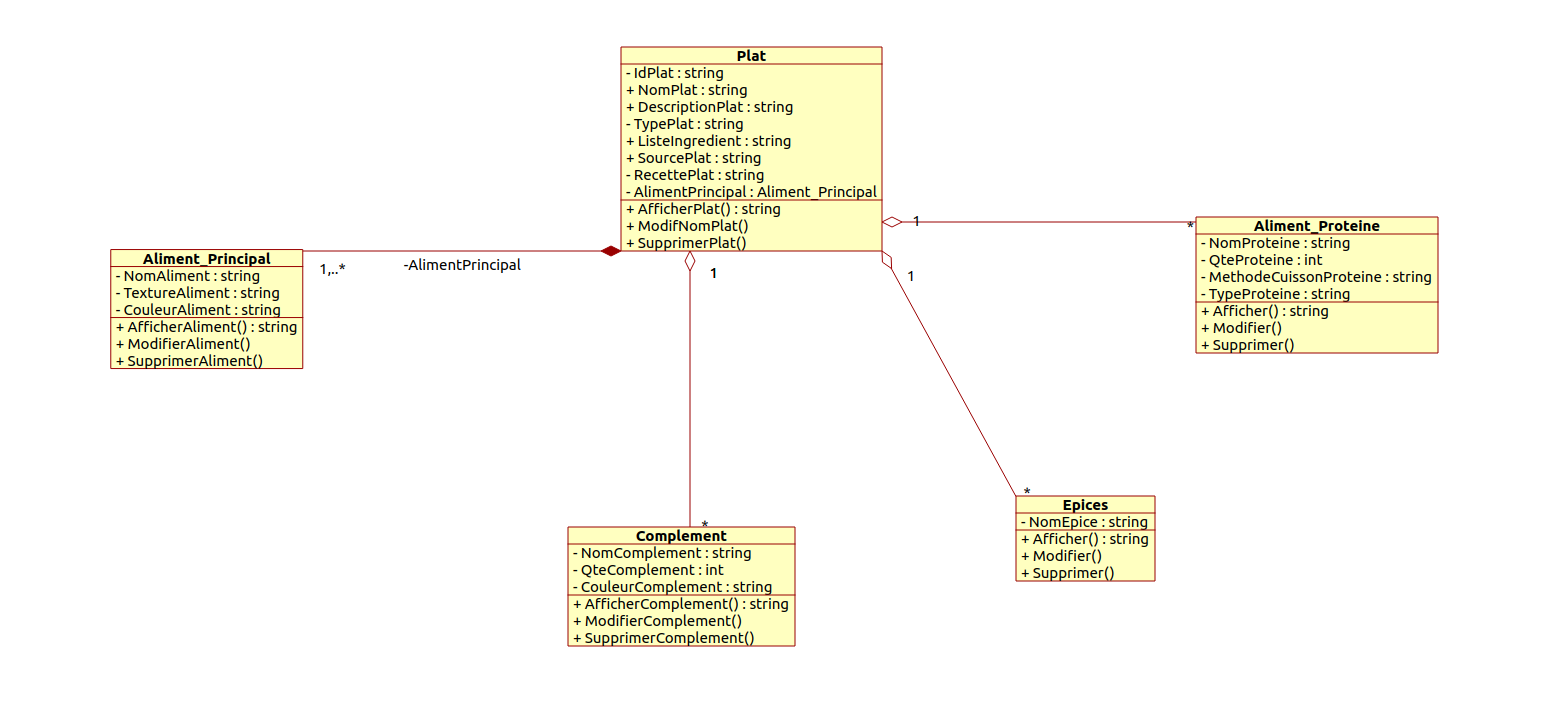 Plat
- IdPlat : string
+ NomPlat : string
+ DescriptionPlat : string
- TypePlat : string
+ ListeIngredient : string
+ SourcePlat : string
- RecettePlat : string
- AlimentPrincipal : Aliment_Principal
+ AfficherPlat() : string
+ ModifNomPlat()
+ SupprimerPlat()
Aliment_Principal
- NomAliment : string
- TextureAliment : string
- CouleurAliment : string
+ AfficherAliment() : string
+ ModifierAliment()
+ SupprimerAliment()
1,..*
-AlimentPrincipal
1
1
1
*
Aliment_Proteine
- NomProteine : string
- QteProteine : int
- MethodeCuissonProteine : string
- TypeProteine : string
+ Afficher() : string
+ Modifier()
+ Supprimer()
*
Complement
- NomComplement : string
- QteComplement : int
- CouleurComplement : string
+ AfficherComplement() : string
+ ModifierComplement()
+ SupprimerComplement()
*
Epices
- NomEpice : string
+ Afficher() : string
+ Modifier()
+ Supprimer()